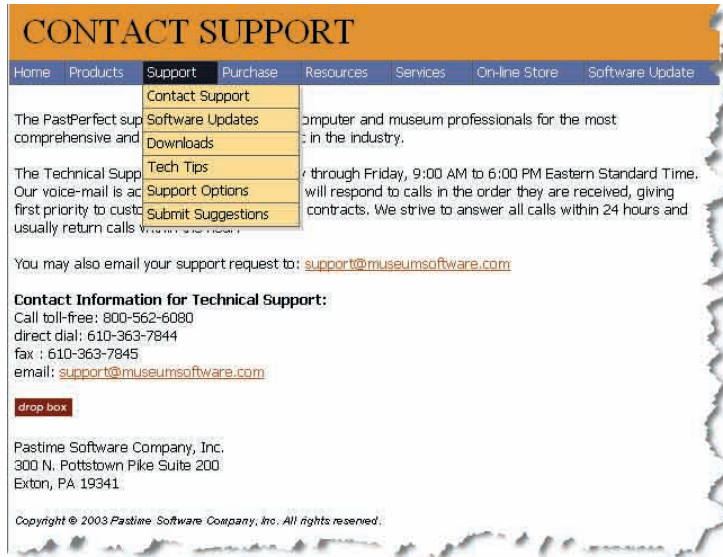 CONTACT SUPPORT
Home Products Support Purchase Resources Services On-line Store Software Update
Contact Support
Software Updates
Downloads
Tech Tips
Support Options
Submit Suggestions
The PastPerfect sup omputer and museum professionals for the most
comprehensive and in the industry.
The Technical Supp through Friday, 9:00 AM to 6:00 PM Eastern Standard Time.
Our voice-mail is ac will respond to calls in the order they are received, giving
first priority to custo contracts. We strive to answer all calls within 24 hours and
usually return calls within the hour.
You may also email your support request to: support@museumsoftware.com
Contact Information for Technical Support:
Call toll-free: 800-562-6080
direct dial: 610-363-7844
fax : 610-363-7845
email: support@museumsoftware.com
drop box
Pastime Software Company, Inc.
300 N. Pottstown Pike Suite 200
Exton, PA 19341
Copyright © 2003 Pastime Software Company, Inc. All rights reserved.